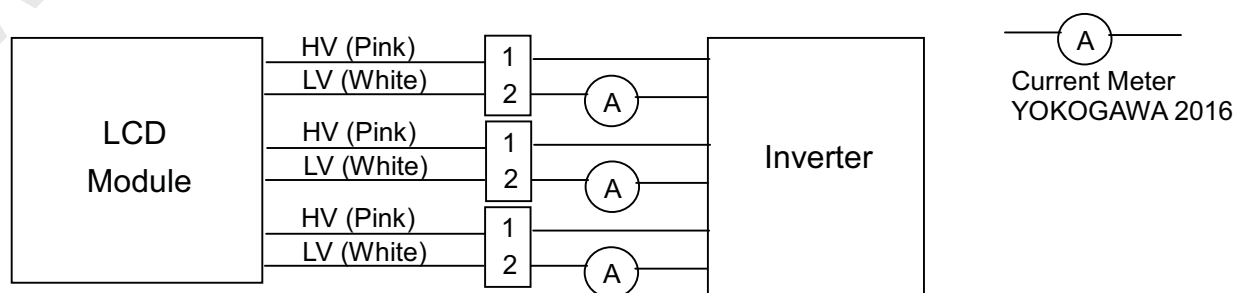 HV (Pink)
1
LV (White)
2
A
HV (Pink)
1
LV (White)
2
A
HV (Pink)
1
LV (White)
2
A
LCD
Module
Inverter
A
Current Meter
YOKOGAWA 2016